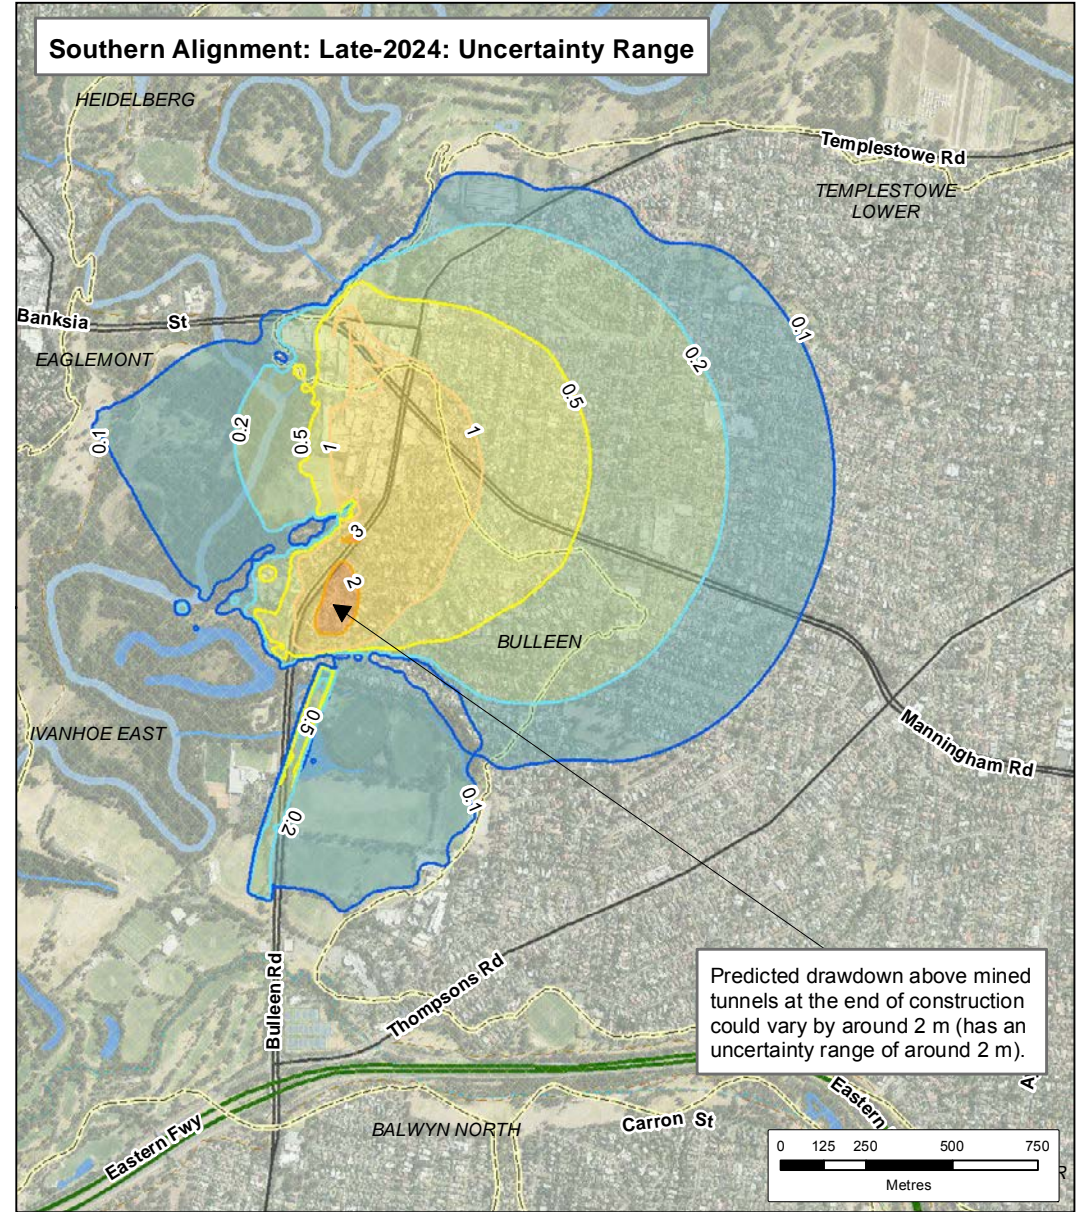 Southern Alignment: Late-2024: Uncertainty Range
HEIDELBERG
Templestowe Rd
TEMPLESTOWE
LOWER
Banksia St
EAGLEMONT
0.1
0.2
0.5
0.1
0.2
0.5
1
1
3
2
BULLEEN
IVANHOE EAST
0.5
0.2
0.1
Manningham Rd
Bulleen Rd
Thompsons Rd
Predicted drawdown above mined
tunnels at the end of construction
could vary by around 2 m (has an
uncertainty range of around 2 m).
Eastern Fwy
BALWYN NORTH
Carron St
Eastern
0 125 250 500 750
Metres